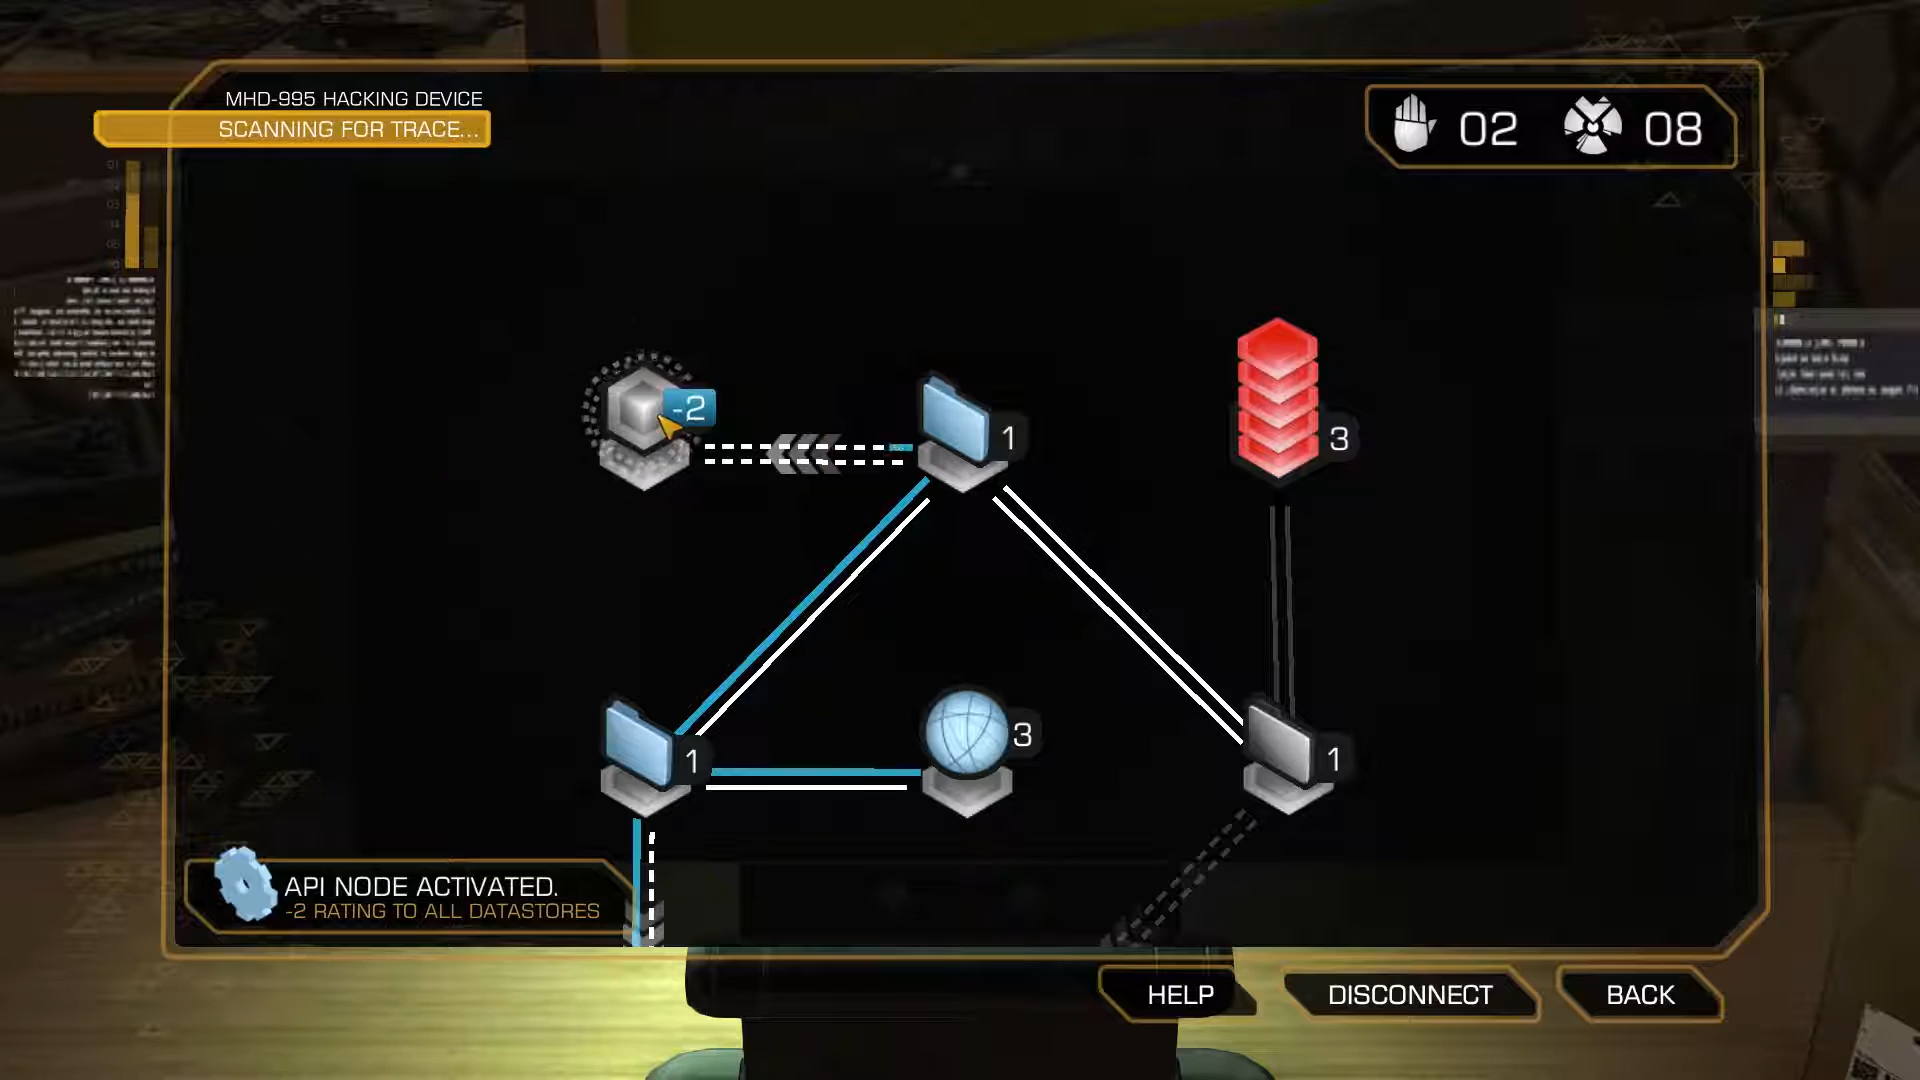 MHD-995 HACKING DEVICE
SCANNING FOR TRACE...
02
08
-2
1
3
1
3
1
API NODE ACTIVATED.
-2 RATING TO ALL DATASTORES
HELP
DISCONNECT
BACK